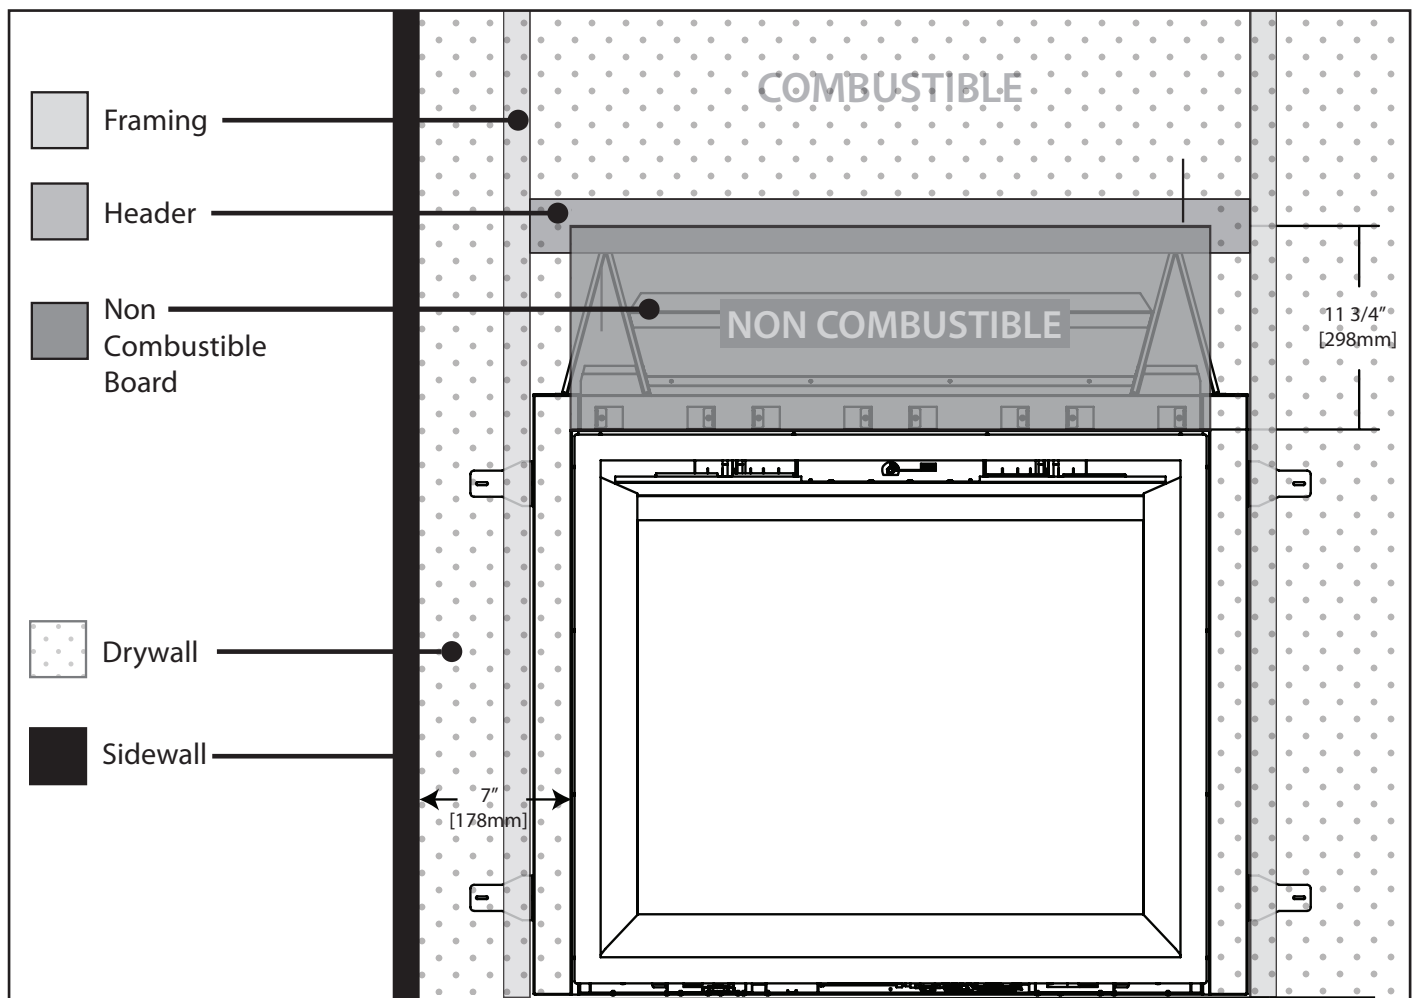 COMBUSTIBLE
Framing
Header
Non
Combustible
Board
NON COMBUSTIBLE
11 3/4”
[298mm]
Drywall
Sidewall
7”
[178mm]